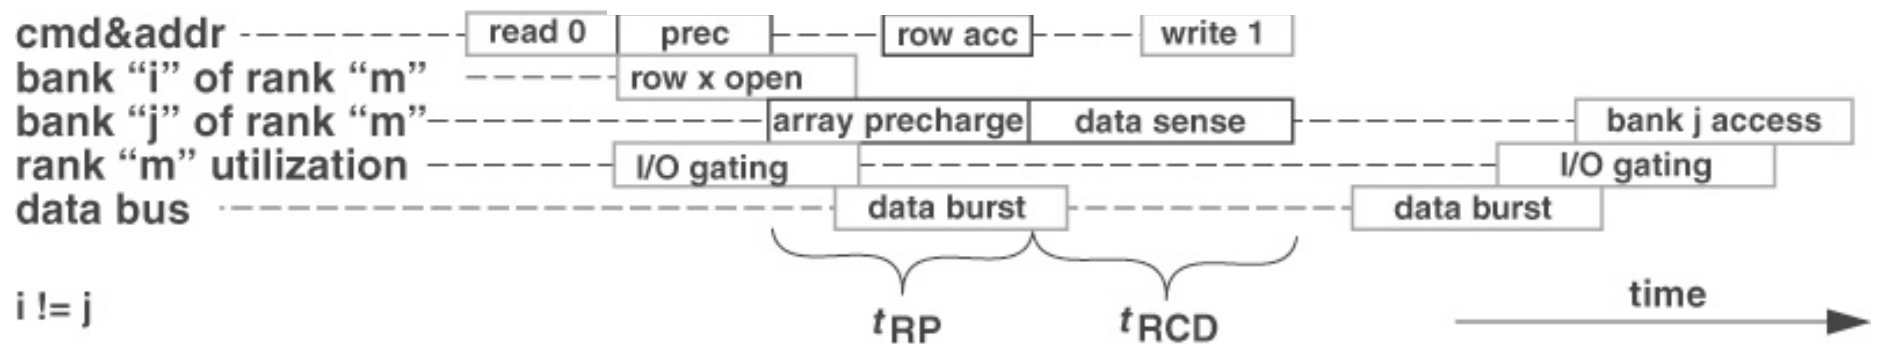 cmd&addr read 0 prec row acc write 1
bank “i” of rank “m” row x open
bank “j” of rank “m” array precharge data sense bank j access
rank “m” utilization I/O gating I/O gating
data bus data burst data burst
i != j tRP tRCD time